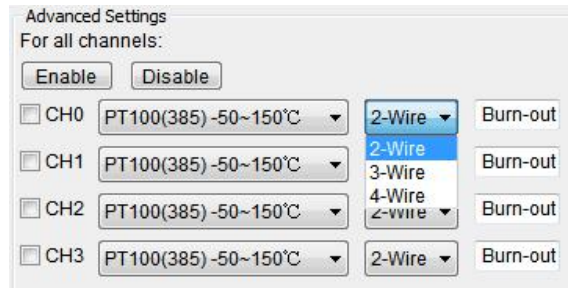 Advanced Settings
For all channels:
Enable Disable
CH0 PT100(385) -50~150℃ 2-Wire Burn-out
2-Wire
CH1 PT100(385) -50~150℃ 3-Wire Burn-out
4-Wire
CH2 PT100(385) -50~150℃ 2-Wire Burn-out
CH3 PT100(385) -50~150℃ 2-Wire Burn-out